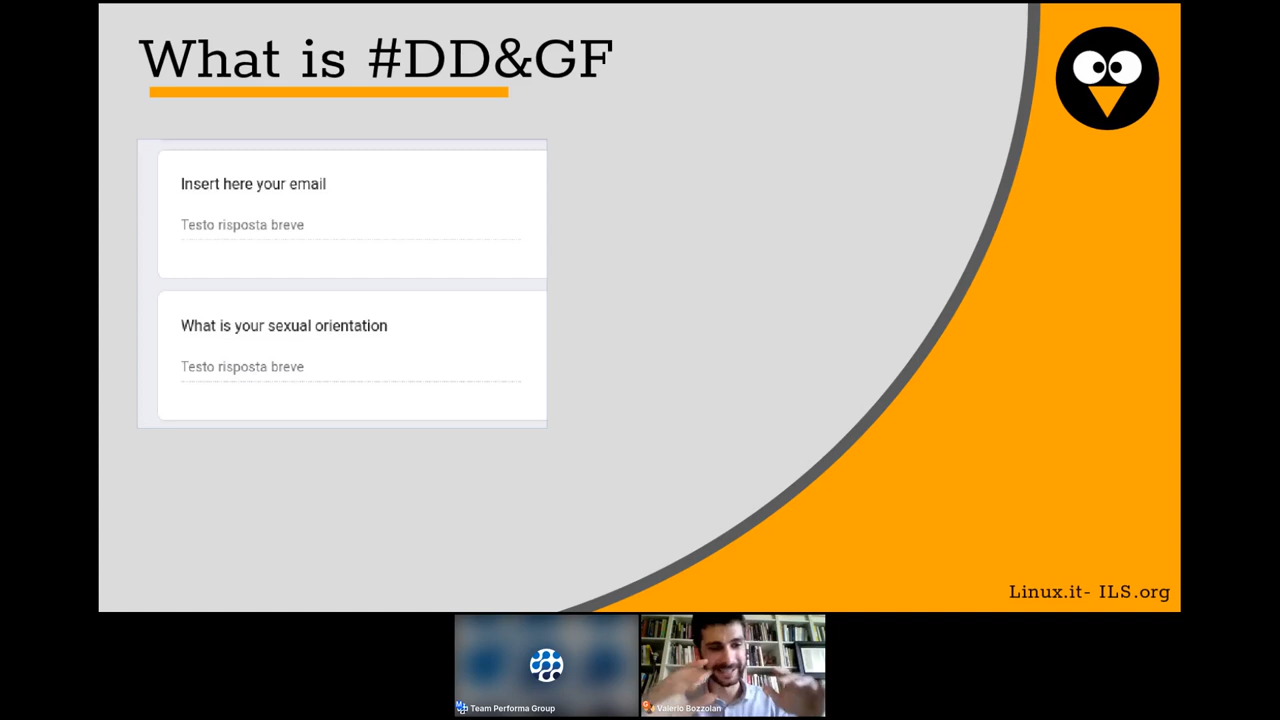 What is #DD&GF
Insert here your email
Testo risposta breve
What is your sexual orientation
Testo risposta breve
Linux.it- ILS.org
Team Performa Group
Valerio Bozzolan